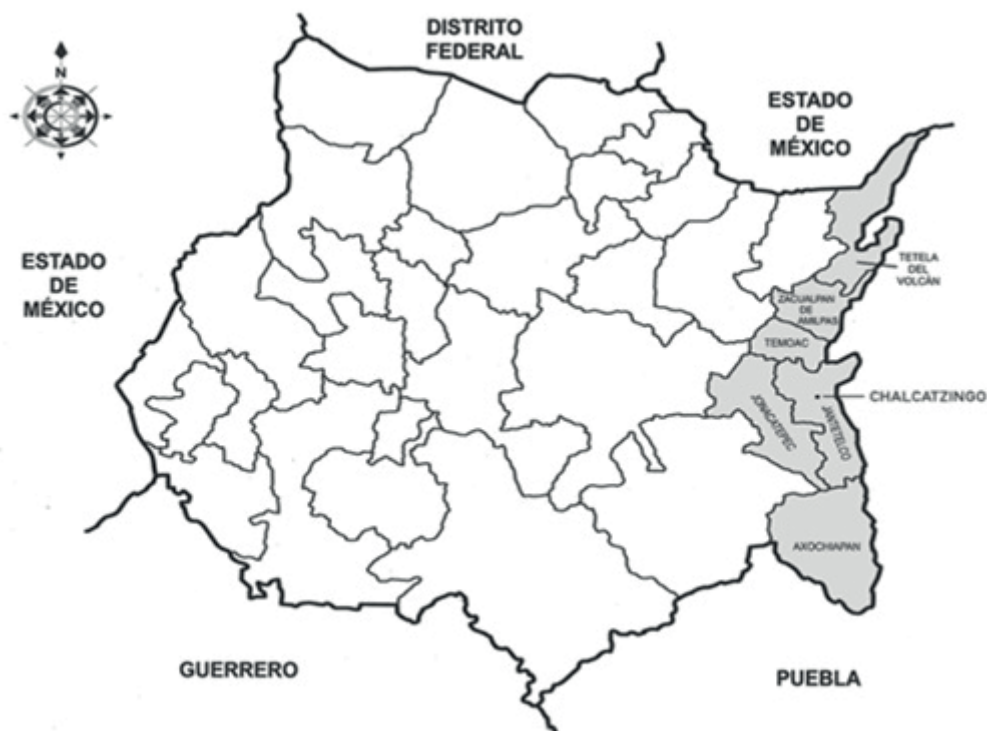 DISTRITO
FEDERAL
N
ESTADO
DE
MÉXICO
ESTADO
DE
MÉXICO
TETELA
DEL
VOLCÁN
ZACUALPAN
DE
AMILPAS
TEMOAC
CHALCATZINGO
JONACATEPEC
JANTETELCO
AXOCHIAPAN
GUERRERO
PUEBLA